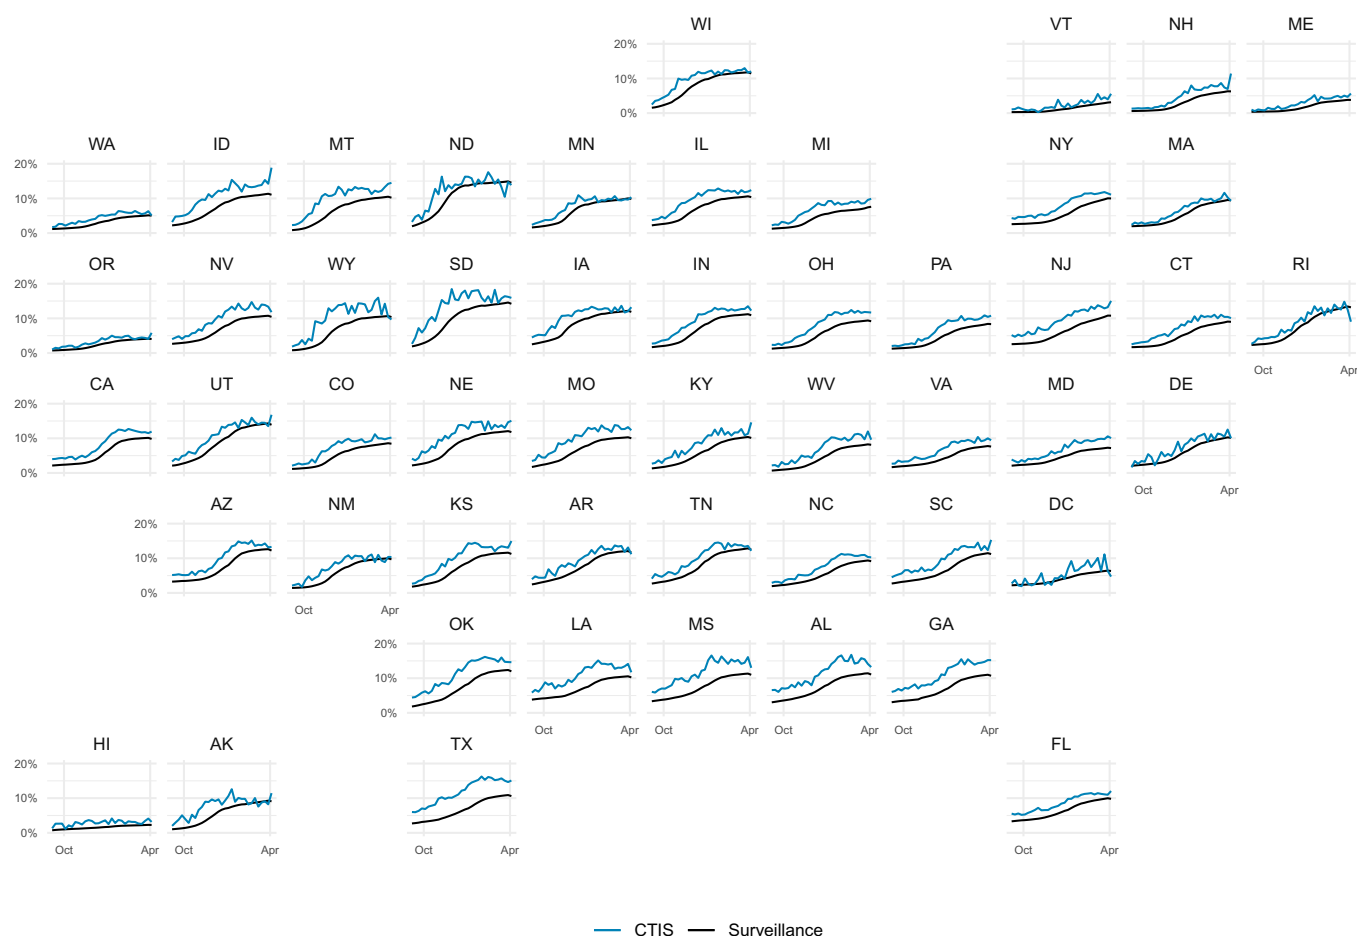 WI VT NH ME
20%
10%
0%
WA ID MT ND MN IL MI NY MA
20%
10%
0%
OR NV WY SD IA IN OH PA NJ CT RI
20%
10%
0%
Oct Apr
CA UT CO NE MO KY WV VA MD DE
20%
10%
0%
Oct Apr
AZ NM KS AR TN NC SC DC
20%
10%
0%
Oct Apr
OK LA MS AL GA
20%
10%
0%
Oct Apr Oct Apr Oct Apr Oct Apr
HI AK TX FL
20%
10%
0%
Oct Apr Oct Apr Oct Apr Oct Apr
CTIS Surveillance